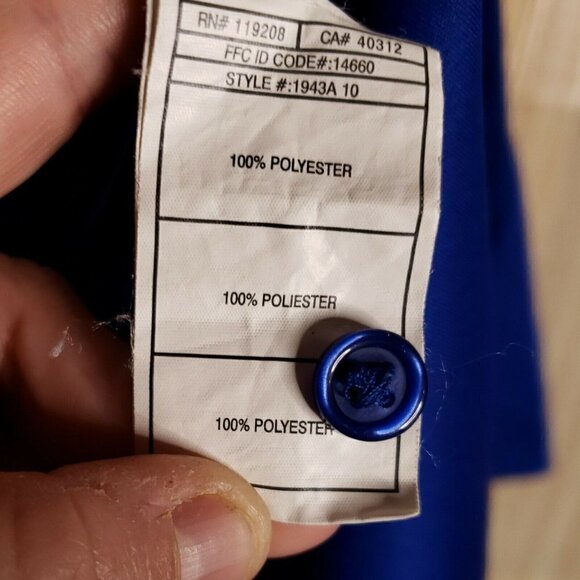 RN# 119208 CA# 40312
FFC ID CODE#:14660
STYLE #:1943A 10
100% POLYESTER
100% POLIESTER
100% POLYESTER